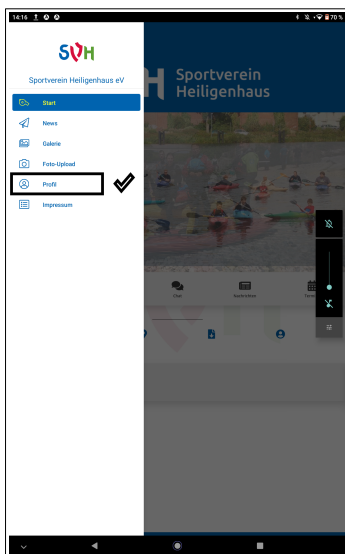 14:16
70 %
SVH
Sportverein Heiligenhaus eV
Sportverein
Heiligenhaus
Start
News
Galerie
Foto-Upload
Profil
Impressum
Chat
Nachrichten